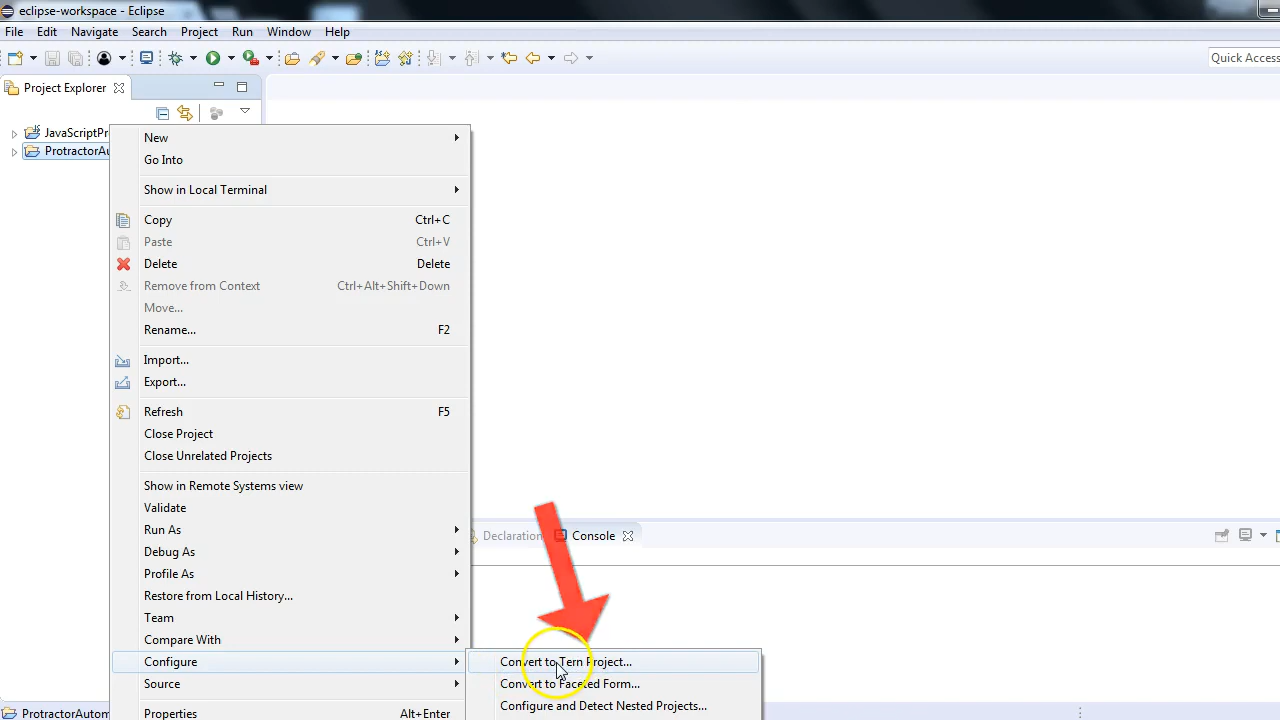 eclipse-workspace - Eclipse
File Edit Navigate Search Project Run Window Help
Quick Access
Project Explorer
JavaScriptPr
ProtractorAu
New
Go Into
Show in Local Terminal
Copy Ctrl+C
Paste Ctrl+V
Delete Delete
Remove from Context Ctrl+Alt+Shift+Down
Move...
Rename... F2
Import...
Export...
Refresh F5
Close Project
Close Unrelated Projects
Show in Remote Systems view
Validate
Run As
Debug As
Profile As
Restore from Local History...
Team
Compare With
Configure
Source
Properties Alt+Enter
Declaration Console
Convert to Tern Project...
Convert to Faceted Form...
Configure and Detect Nested Projects...
ProtractorAutom